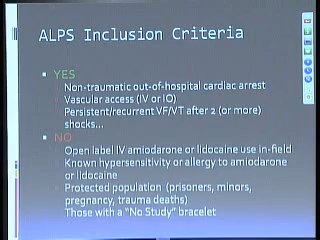 ALPS Inclusion Criteria
YES
Non-traumatic out-of-hospital cardiac arrest
Vascular access (IV or IO)
Persistent/recurrent VF/VT after 2 (or more)
shocks...
NO
Open label IV amiodarone or lidocaine use in-field
Known hypersensitivity or allergy to amiodarone
or lidocaine
Protected population (prisoners, minors,
pregnancy, trauma deaths)
Those with a "No Study" bracelet